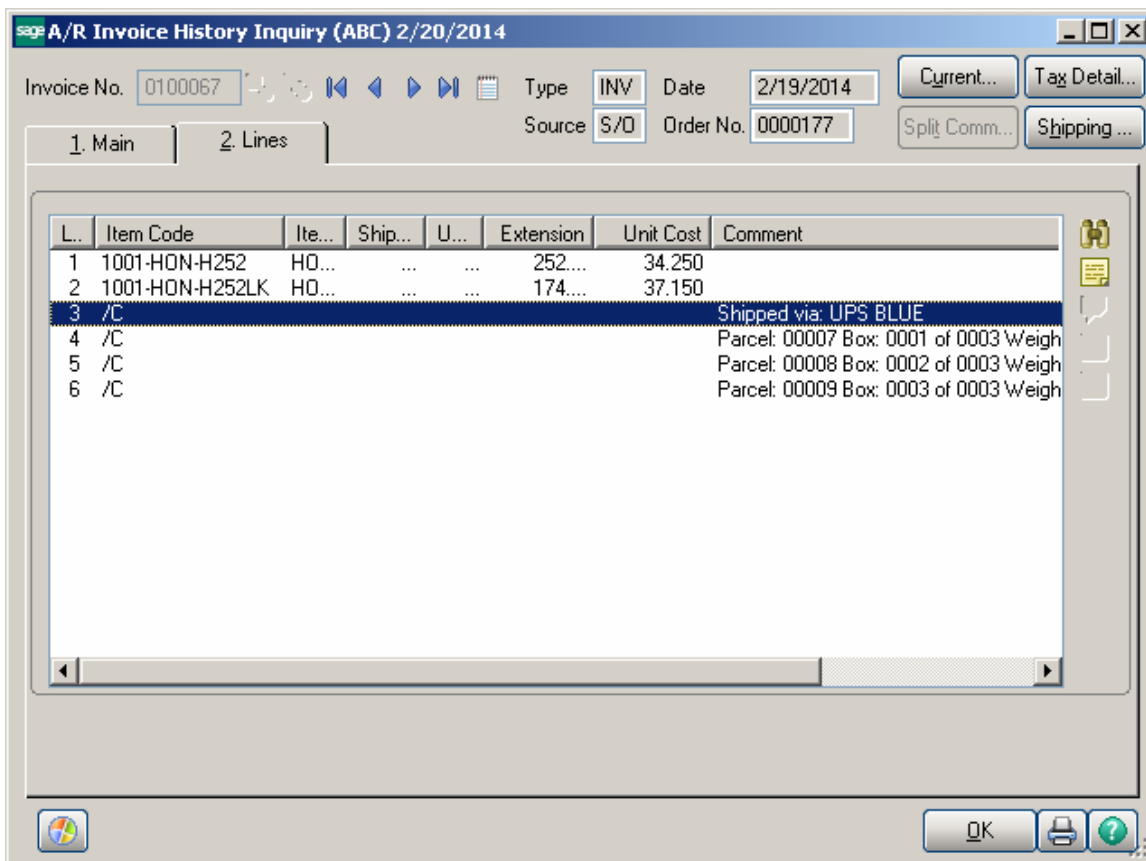 sage A/R Invoice History Inquiry (ABC) 2/20/2014
Invoice No. 0100067 Type INV Date 2/19/2014 Current... Tax Detail...
Source S/O Order No. 0000177 Split Comm... Shipping ...
1. Main 2. Lines
L.. Item Code Ite... Ship... U... Extension Unit Cost Comment
1 1001-HON-H252 HO... ... ... 252.... 34.250
2 1001-HON-H252LK HO... ... ... 174.... 37.150
3 /C Shipped via: UPS BLUE
4 /C Parcel: 00007 Box: 0001 of 0003 Weigh
5 /C Parcel: 00008 Box: 0002 of 0003 Weigh
6 /C Parcel: 00009 Box: 0003 of 0003 Weigh
OK